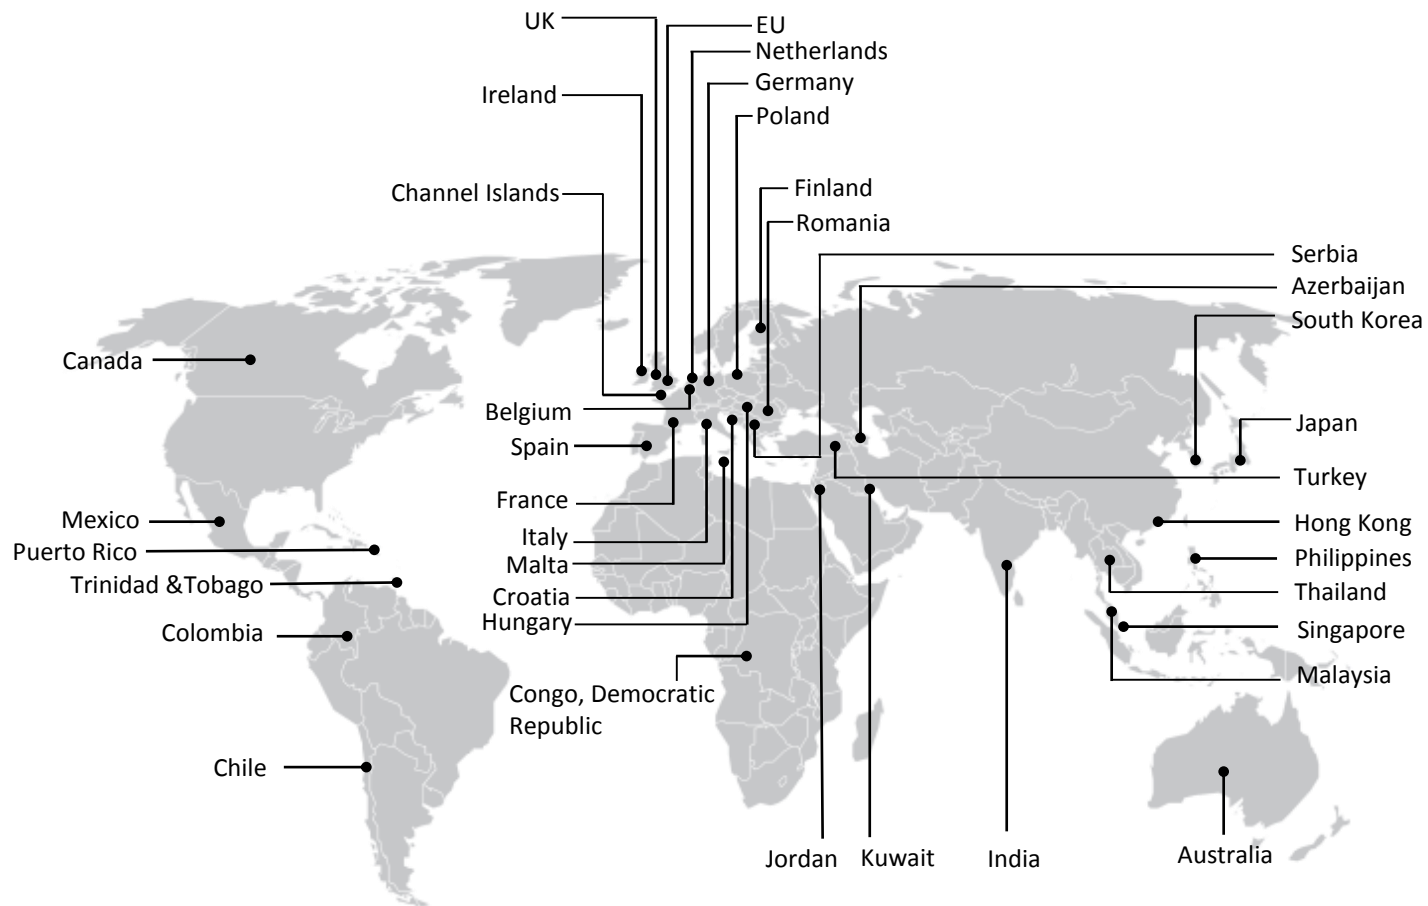 UK
EU
Netherlands
Germany
Ireland
Poland
Channel Islands
Finland
Romania
Serbia
Azerbaijan
South Korea
Canada
Belgium
Spain
Japan
Turkey
France
Italy
Malta
Croatia
Hungary
Mexico
Puerto Rico
Trinidad &Tobago
Colombia
Hong Kong
Philippines
Thailand
Singapore
Malaysia
Congo, Democratic
Republic
Chile
Jordan
Kuwait
India
Australia